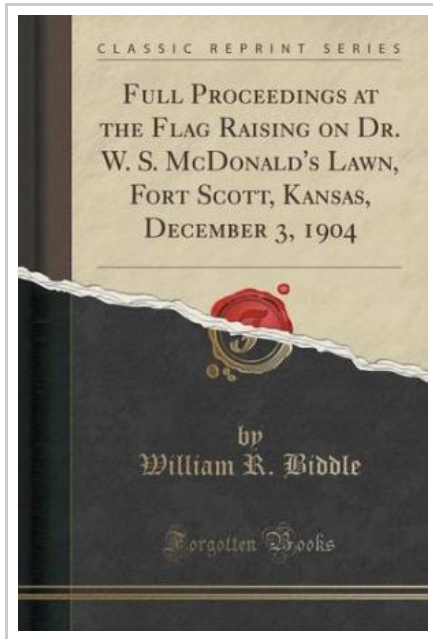 CLASSIC REPRINT SERIES
FULL PROCEEDINGS AT
THE FLAG RAISING ON DR.
W. S. MCDONALD'S LAWN,
FORT SCOTT, KANSAS,
DECEMBER 3, 1904
F
by
William R. Biddle
Forgotten Books